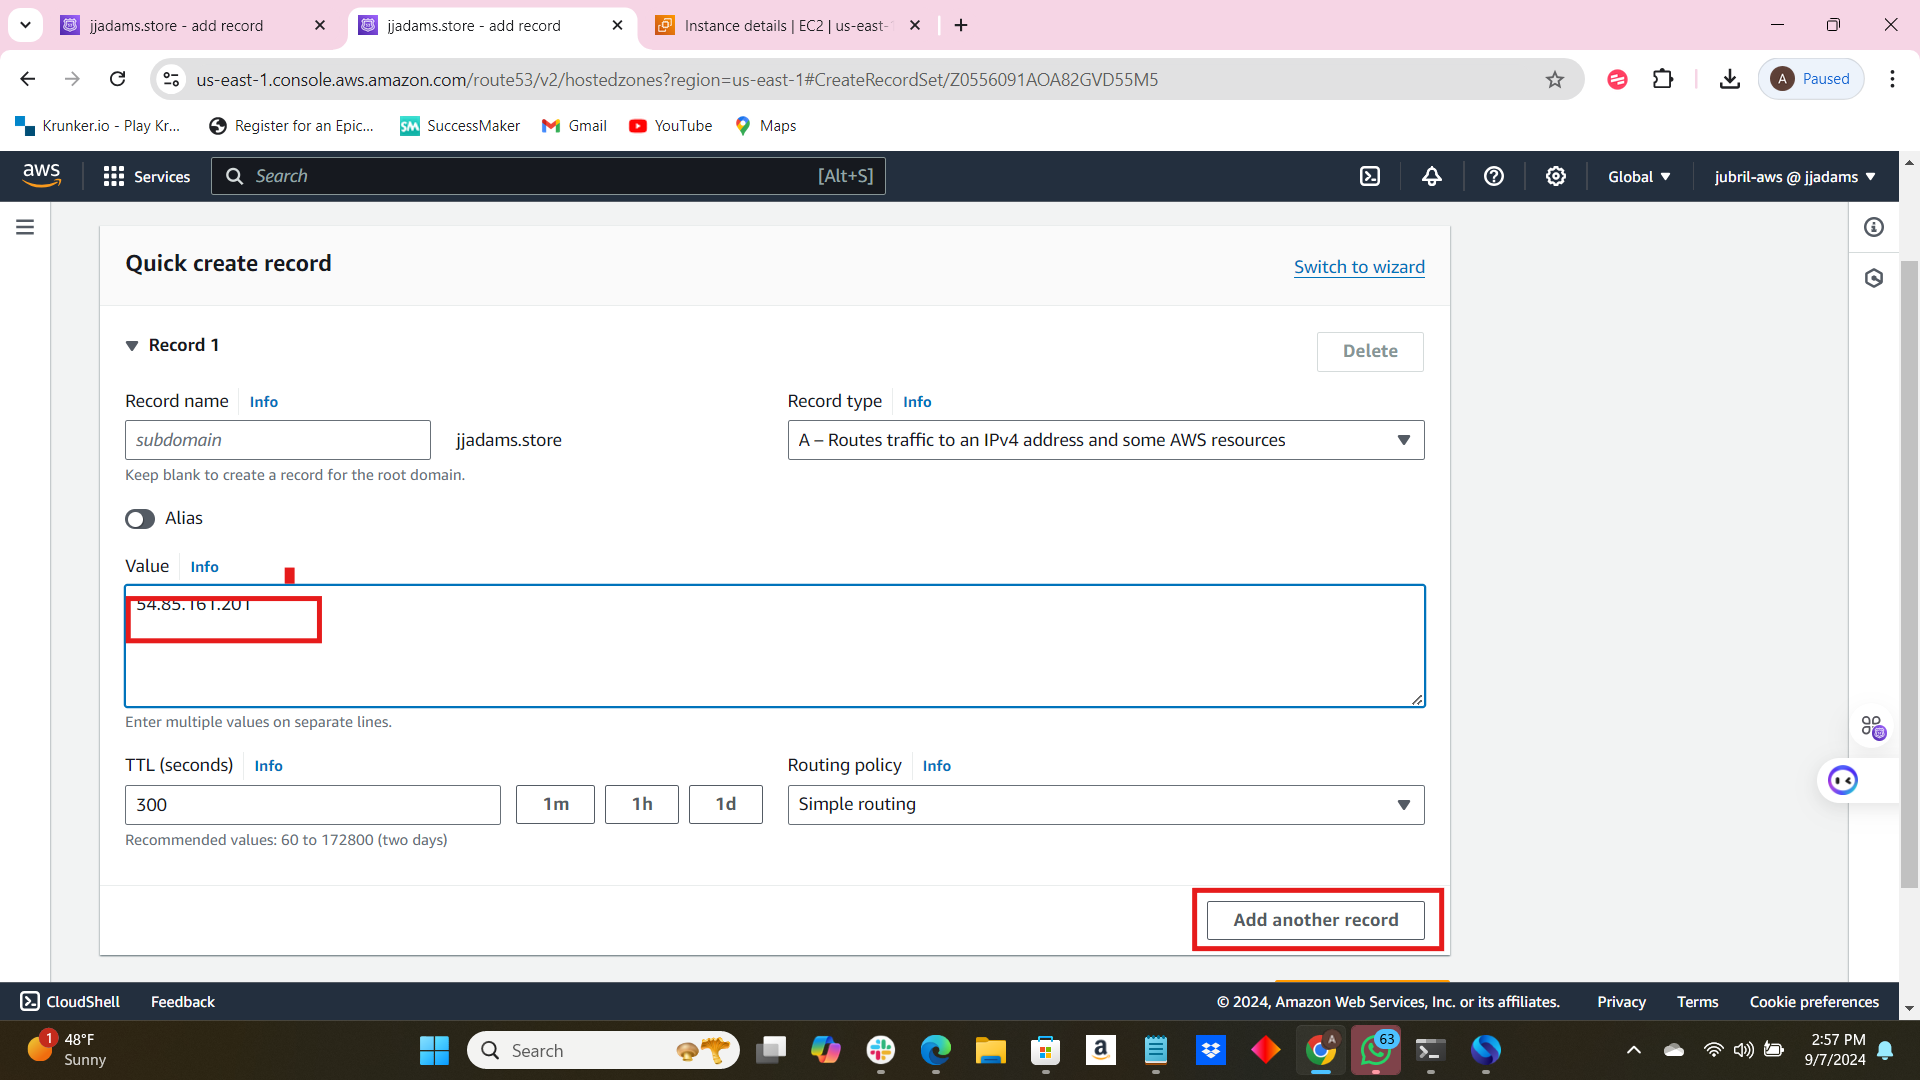 jjadams.store - add record
jjadams.store - add record
Instance details | EC2 | us-east-
us-east-1.console.aws.amazon.com/route53/v2/hostedzones?region=us-east-1#CreateRecordSet/Z0556091AOA82GVD55M5
A Paused
Krunker.io - Play Kr...
Register for an Epic...
SM SuccessMaker
Gmail
YouTube
Maps
aws
Services
Search
[Alt+S]
Global
jubril-aws @ jjadams
Quick create record
Switch to wizard
Record 1
Delete
Record name Info
Record type Info
subdomain
jjadams.store
A – Routes traffic to an IPv4 address and some AWS resources
Keep blank to create a record for the root domain.
Alias
Value Info
54.85.161.201
Enter multiple values on separate lines.
TTL (seconds) Info
Routing policy Info
300
1m
1h
1d
Simple routing
Recommended values: 60 to 172800 (two days)
Add another record
CloudShell
Feedback
© 2024, Amazon Web Services, Inc. or its affiliates.
Privacy
Terms
Cookie preferences
1
48°F
Sunny
Search
a
A
63
2:57 PM
9/7/2024